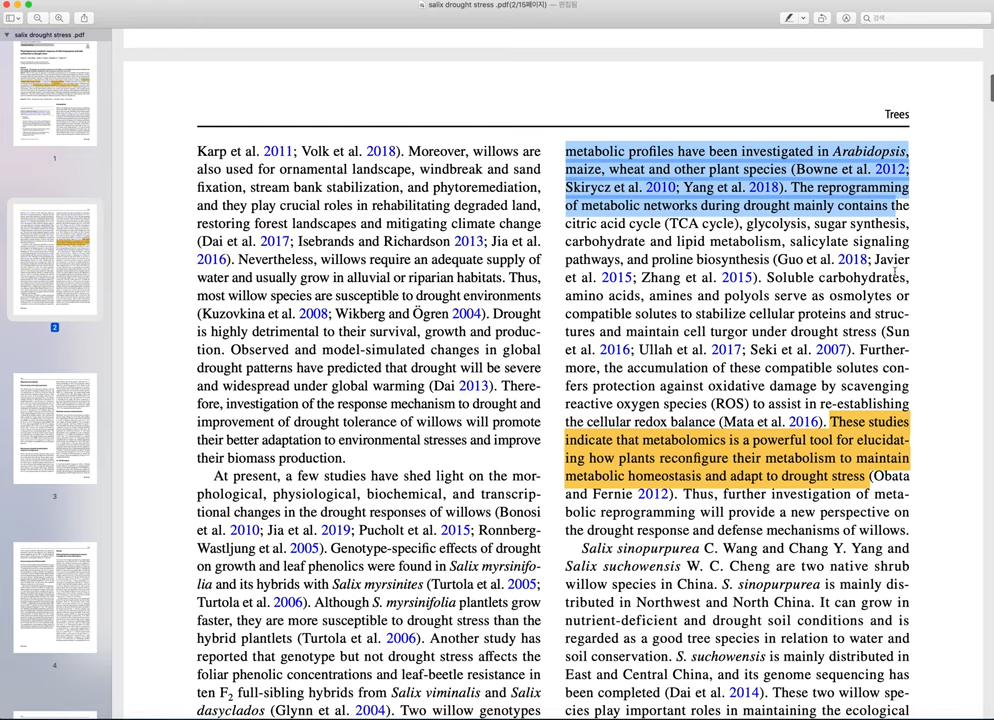 salix drought stress .pdf(2/15페이지) — 편집됨
검색
salix drought stress .pdf
1
2
3
4
Trees
Karp et al. 2011; Volk et al. 2018). Moreover, willows are
also used for ornamental landscape, windbreak and sand
fixation, stream bank stabilization, and phytoremediation,
and they play crucial roles in rehabilitating degraded land,
restoring forest landscapes and mitigating climate change
(Dai et al. 2017; Isebrands and Richardson 2013; Jia et al.
2016). Nevertheless, willows require an adequate supply of
water and usually grow in alluvial or riparian habitats. Thus,
most willow species are susceptible to drought environments
(Kuzovkina et al. 2008; Wikberg and Ögren 2004). Drought
is highly detrimental to their survival, growth and produc-
tion. Observed and model-simulated changes in global
drought patterns have predicted that drought will be severe
and widespread under global warming (Dai 2013). There-
fore, investigation of the response mechanism to drought and
improvement of drought tolerance of willows will promote
their better adaptation to environmental stresses and improve
their biomass production.
At present, a few studies have shed light on the mor-
phological, physiological, biochemical, and transcrip-
tional changes in the drought responses of willows (Bonosi
et al. 2010; Jia et al. 2019; Pucholt et al. 2015; Ronnberg-
Wastljung et al. 2005). Genotype-specific effects of drought
on growth and leaf phenolics were found in Salix myrsinifo-
lia and its hybrids with Salix myrsinites (Turtola et al. 2005;
Turtola et al. 2006). Although S. myrsinifolia plantlets grow
faster, they are more susceptible to drought stress than the
hybrid plantlets (Turtola et al. 2006). Another study has
reported that genotype but not drought stress affects the
foliar phenolic concentrations and leaf-beetle resistance in
ten F2 full-sibling hybrids from Salix viminalis and Salix
dasyclados (Glynn et al. 2004). Two willow genotypes
metabolic profiles have been investigated in Arabidopsis,
maize, wheat and other plant species (Bowne et al. 2012;
Skirycz et al. 2010; Yang et al. 2018). The reprogramming
of metabolic networks during drought mainly contains the
citric acid cycle (TCA cycle), glycolysis, sugar synthesis,
carbohydrate and lipid metabolism, salicylate signaling
pathways, and proline biosynthesis (Guo et al. 2018; Javier
et al. 2015; Zhang et al. 2015). Soluble carbohydrates,
amino acids, amines and polyols serve as osmolytes or
compatible solutes to stabilize cellular proteins and struc-
tures and maintain cell turgor under drought stress (Sun
et al. 2016; Ullah et al. 2017; Seki et al. 2007). Further-
more, the accumulation of these compatible solutes con-
fers protection against oxidative damage by scavenging
reactive oxygen species (ROS) to assist in re-establishing
the cellular redox balance (Mata et al. 2016). These studies
indicate that metabolomics is a powerful tool for elucidat-
ing how plants reconfigure their metabolism to maintain
metabolic homeostasis and adapt to drought stress (Obata
and Fernie 2012). Thus, further investigation of meta-
bolic reprogramming will provide a new perspective on
the drought response and defense mechanisms of willows.
Salix sinopurpurea C. Wang and Chang Y. Yang and
Salix suchowensis W. C. Cheng are two native shrub
willow species in China. S. sinopurpurea is mainly dis-
tributed in Northwest and North China. It can grow in
nutrient-deficient and drought soil conditions and is
regarded as a good tree species in relation to water and
soil conservation. S. suchowensis is mainly distributed in
East and Central China, and its genome sequencing has
been completed (Dai et al. 2014). These two willow spe-
cies play important roles in maintaining the ecological